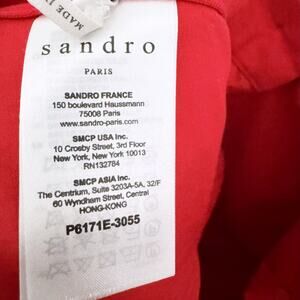 MADE IN
sandro
PARIS
SANDRO FRANCE
150 boulevard Haussmann
75008 Paris
www-sandro-paris.com
SMCP USA Inc.
10 Crosby Street, 3rd Floor
New York, New York 10013
RN132784
SMCP ASIA Inc.
The Centrium, Suite 3203A-5A, 32/F
60 Wyndham Street, Central
HONG-KONG
P6171E-3055